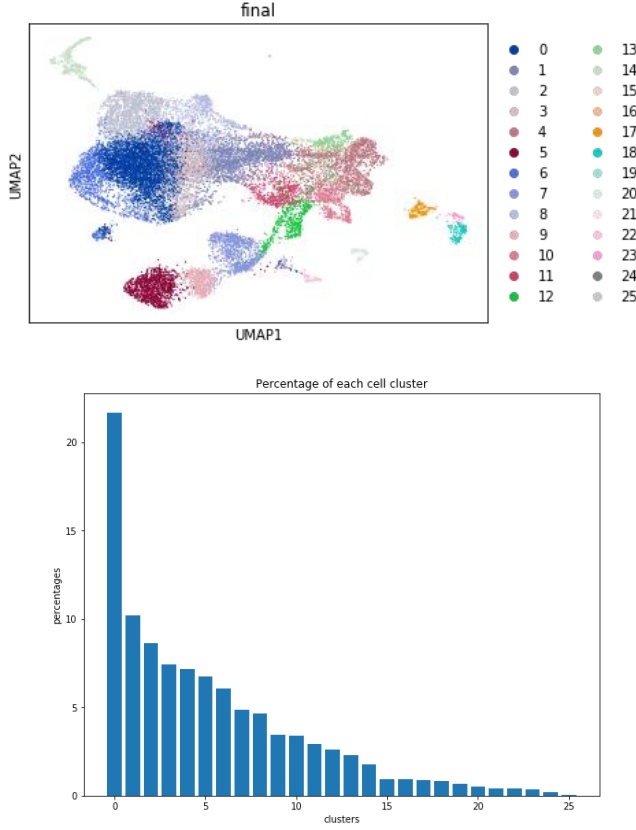 final
UMAP2
UMAP1
0 13
1 14
2 15
3 16
4 17
5 18
6 19
7 20
8 21
9 22
10 23
11 24
12 25
Percentage of each cell cluster
percentages
20
15
10
5
0
0 5 10 15 20 25
clusters